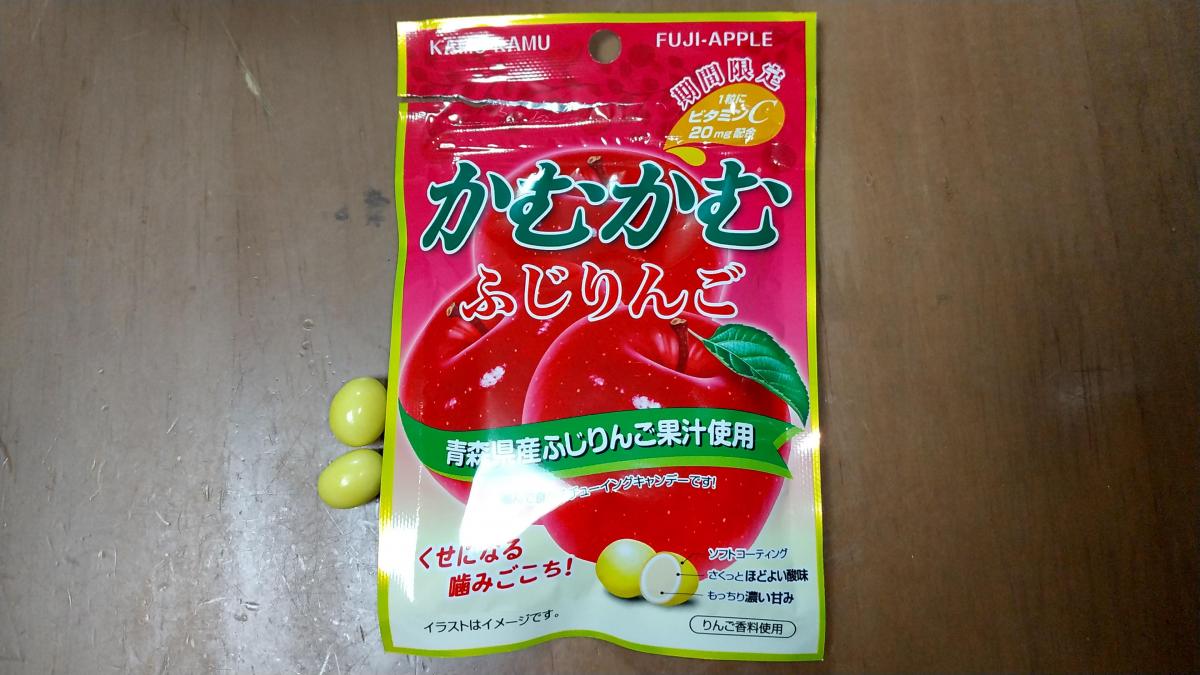 KAMU KAMU
FUJI-APPLE
期間限定
1粒に
ビタミンC
20mg配合
かむかむ
ふじりんご
青森県産ふじりんご果汁使用
チューイングキャンデーです!
くせになる
噛みごこち!
ソフトコーティング
さくっとほどよい酸味
もっちり濃い甘み
イラストはイメージです。
りんご香料使用